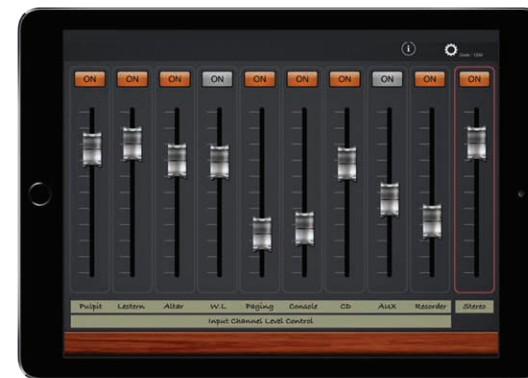 ON ON ON ON ON ON ON ON ON ON
Pulpit Lestern Altar W.L Paging Console CD AUX Recorder Stereo
Input Channel Level Control